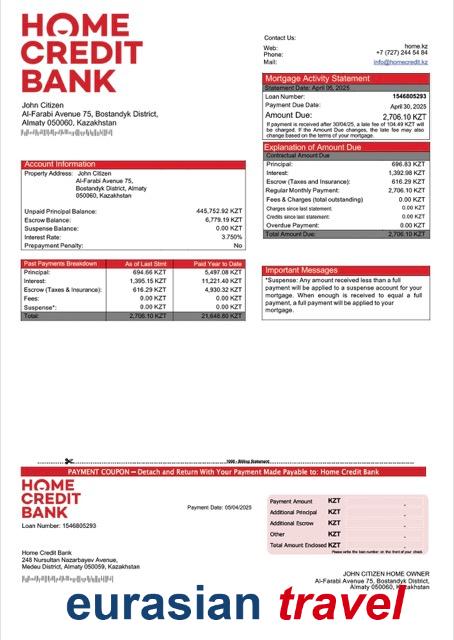 HOME
CREDIT
BANK
John Citizen
Al-Farabi Avenue 75, Bostandyk District,
Almaty 050060, Kazakhstan
Contact Us:
Web: home.kz
Phone: +7 (727) 244 54 84
Mail: info@homecredit.kz
Mortgage Activity Statement
Statement Date: April 05, 2025
Loan Number: 1546805293
Payment Due Date: April 30, 2025
Amount Due: 2,706.10 KZT
If payment is received after 30/04/25, a late fee of 104.49 KZT will
be charged. If the Amount Due changes, the late fee may also
change based on the terms of your mortgage.
Explanation of Amount Due
Contractual Amount Due
Principal: 696.83 KZT
Interest: 1,392.98 KZT
Escrow (Taxes and Insurance): 616.29 KZT
Regular Monthly Payment: 2,706.10 KZT
Fees & Charges (total outstanding) 0.00 KZT
Charges since last statement: 0.00 KZT
Credits since last statement: 0.00 KZT
Overdue Payment: 0.00 KZT
Total Amount Due: 2,706.10 KZT
Account Information
Property Address: John Citizen
Al-Farabi Avenue 75,
Bostandyk District, Almaty
050060, Kazakhstan
Unpaid Principal Balance: 445,752.92 KZT
Escrow Balance: 6,779.19 KZT
Suspense Balance: 0.00 KZT
Interest Rate: 3.750%
Prepayment Penalty: No
Past Payments Breakdown As of Last Stmt Paid Year to Date
Principal: 694.66 KZT 5,497.08 KZT
Interest: 1,395.15 KZT 11,221.40 KZT
Escrow (Taxes & Insurance): 616.29 KZT 4,930.32 KZT
Fees: 0.00 KZT 0.00 KZT
Suspense*: 0.00 KZT 0.00 KZT
Total: 2,706.10 KZT 21,648.80 KZT
Important Messages
*Suspense: Any amount received less than a full
payment will be applied to a suspense account for your
mortgage. When enough is received to equal a full
payment, a full payment will be applied to your
mortgage.
1098 - Billing Statement
PAYMENT COUPON – Detach and Return With Your Payment Made Payable to: Home Credit Bank
HOME
CREDIT
BANK
Loan Number: 1546805293
Payment Date: 05/04/2025
Payment Amount KZT
Additional Principal KZT
Additional Escrow KZT
Other KZT
Total Amount Enclosed KZT
Please write the loan number on the front of your check.
Home Credit Bank
248 Nursultan Nazarbayev Avenue,
Medeu District, Almaty 050059, Kazakhstan
JOHN CITIZEN HOME OWNER
Al-Farabi Avenue 75, Bostandyk District,
Almaty 050060, Kazakhstan
eurasian travel